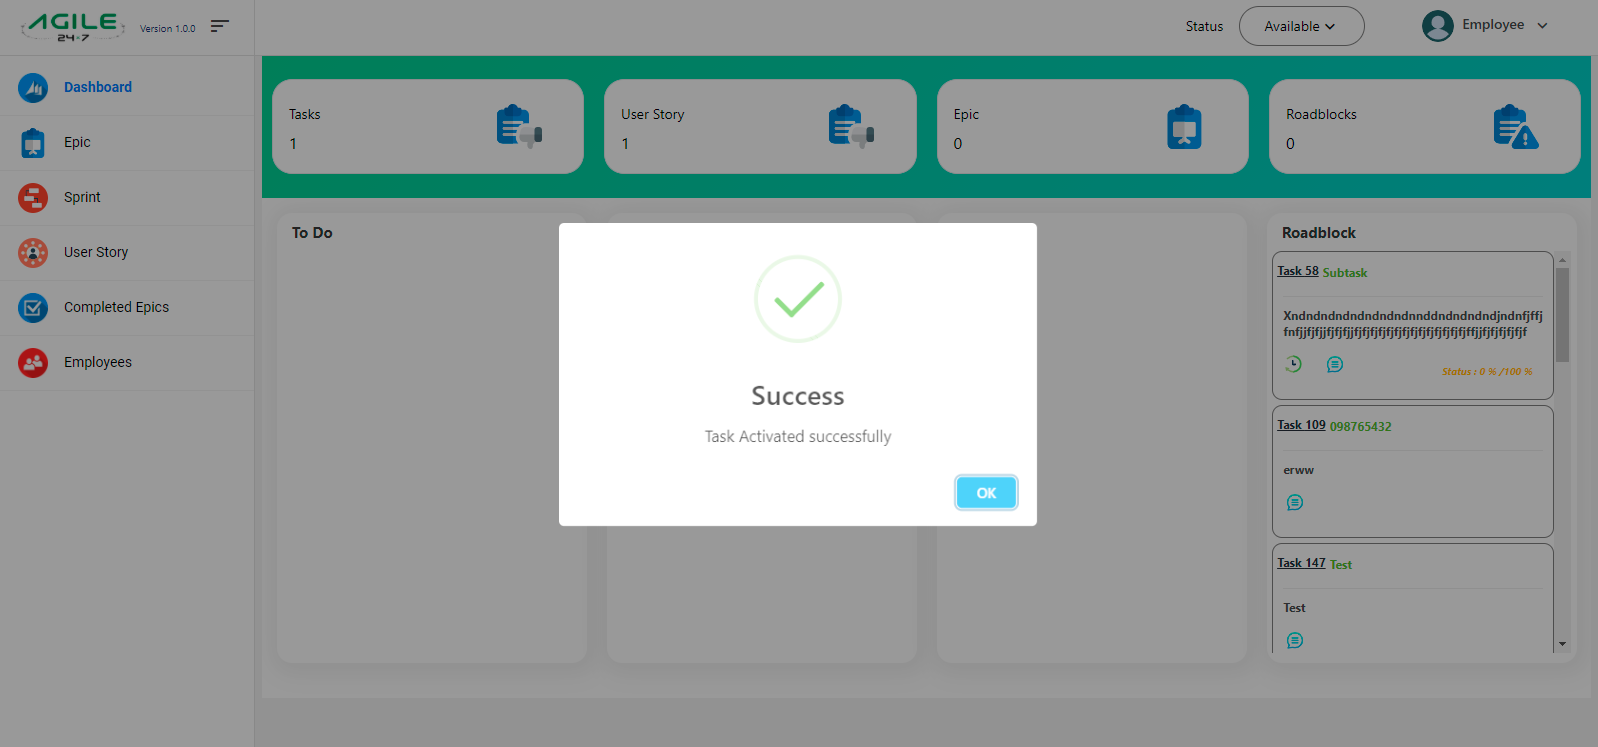 AGILE
24-7
Version 1.0.0
Status
Available
Employee
Dashboard
Epic
Sprint
User Story
Completed Epics
Employees
Tasks
1
User Story
1
Epic
0
Roadblocks
0
To Do
Success
Task Activated successfully
OK
Roadblock
Task 58 Subtask
Status : 0 % /100 %
Task 109 098765432
erww
Task 147 Test
Test